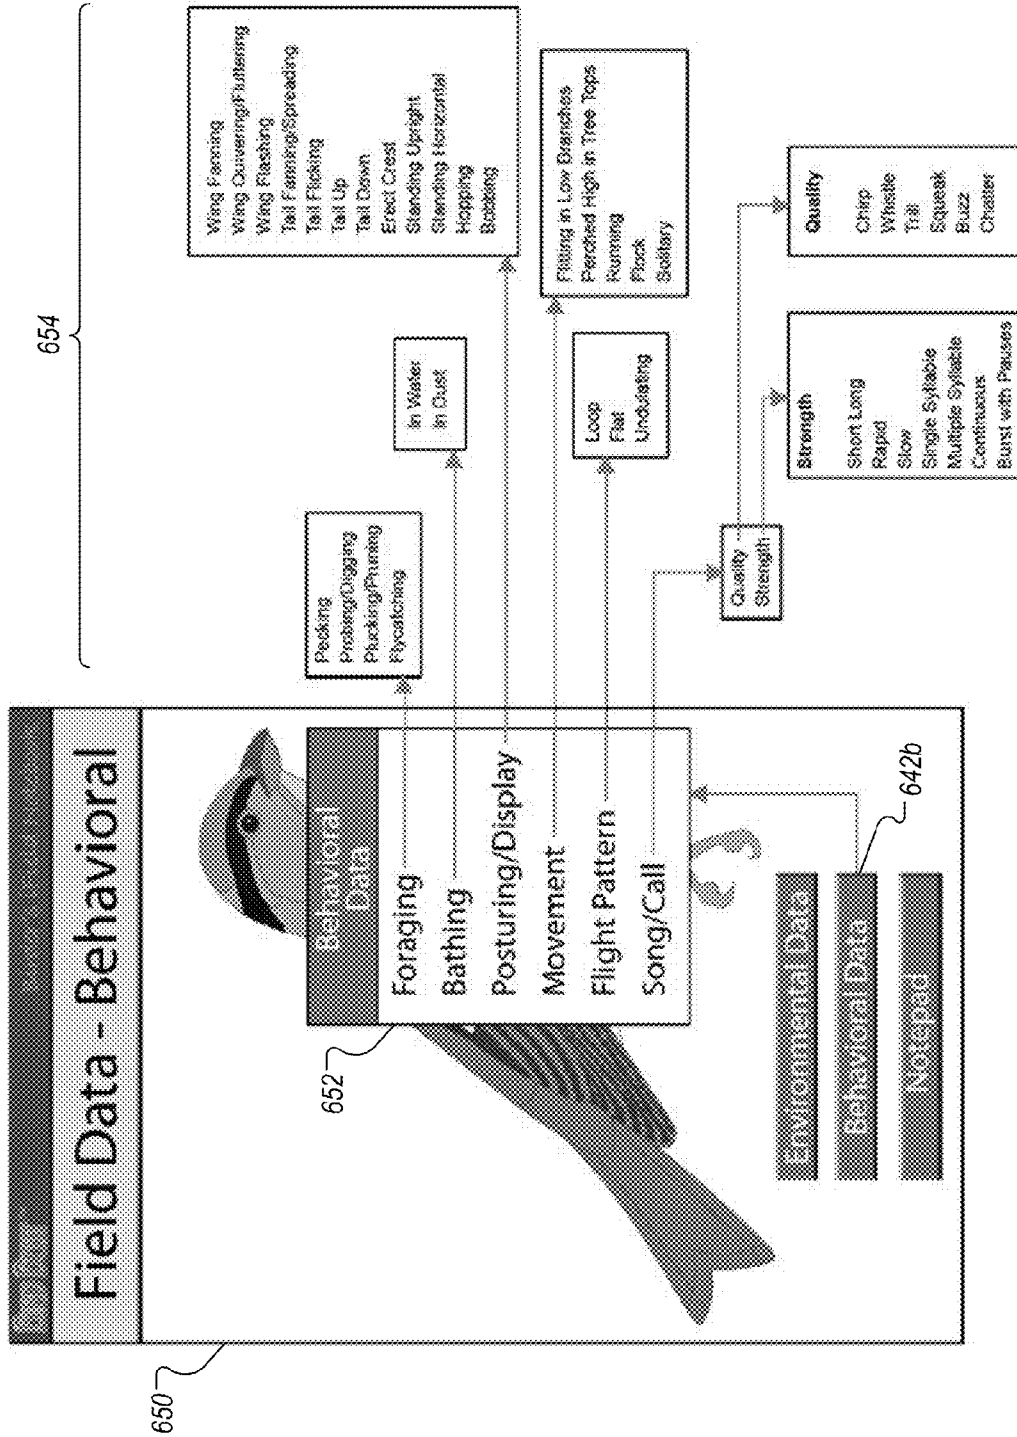 654
Field Data - Behavioral
Behavioral
Data
Foraging
Bathing
Posturing/Display
Movement
Flight Pattern
Song/Call
Environmental Data
Behavioral Data
Notepad
650
652
642b
Pecking
Probing/Digging
Plucking/Pruning
Flycatching
In Water
In Dust
Wing Fanning
Wing Quivering/Fluttering
Wing Flashing
Tail Fanning/Spreading
Tail Flicking
Tail Up
Tail Down
Erect Crest
Standing Upright
Standing Horizontal
Hopping
Bobbing
Flitting in Low Branches
Perched High in Tree Tops
Running
Flock
Solitary
Loop
Flat
Undulating
Quality
Strength
Strength
Short Long
Rapid
Slow
Single Syllable
Multiple Syllable
Continuous
Burst with Pauses
Quality
Chirp
Whistle
Trill
Squeak
Buzz
Chatter